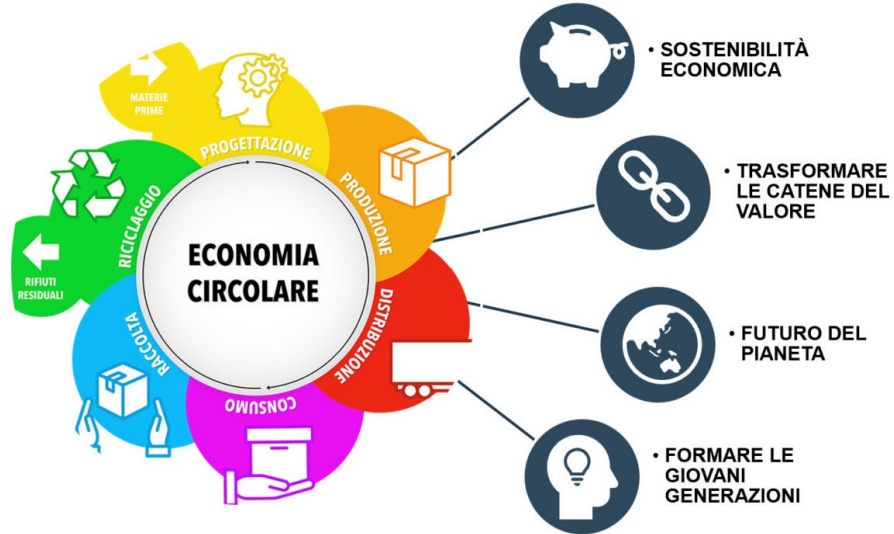 MATERIE
PRIME
PROGETTAZIONE
PRODUZIONE
DISTRIBUZIONE
CONSUMO
RACCOLTA
RICICLAGGIO
RIFIUTI
RESIDUALI
ECONOMIA
CIRCOLARE
• SOSTENIBILITÀ
ECONOMICA
• TRASFORMARE
LE CATENE DEL
VALORE
• FUTURO DEL
PIANETA
• FORMARE LE
GIOVANI
GENERAZIONI